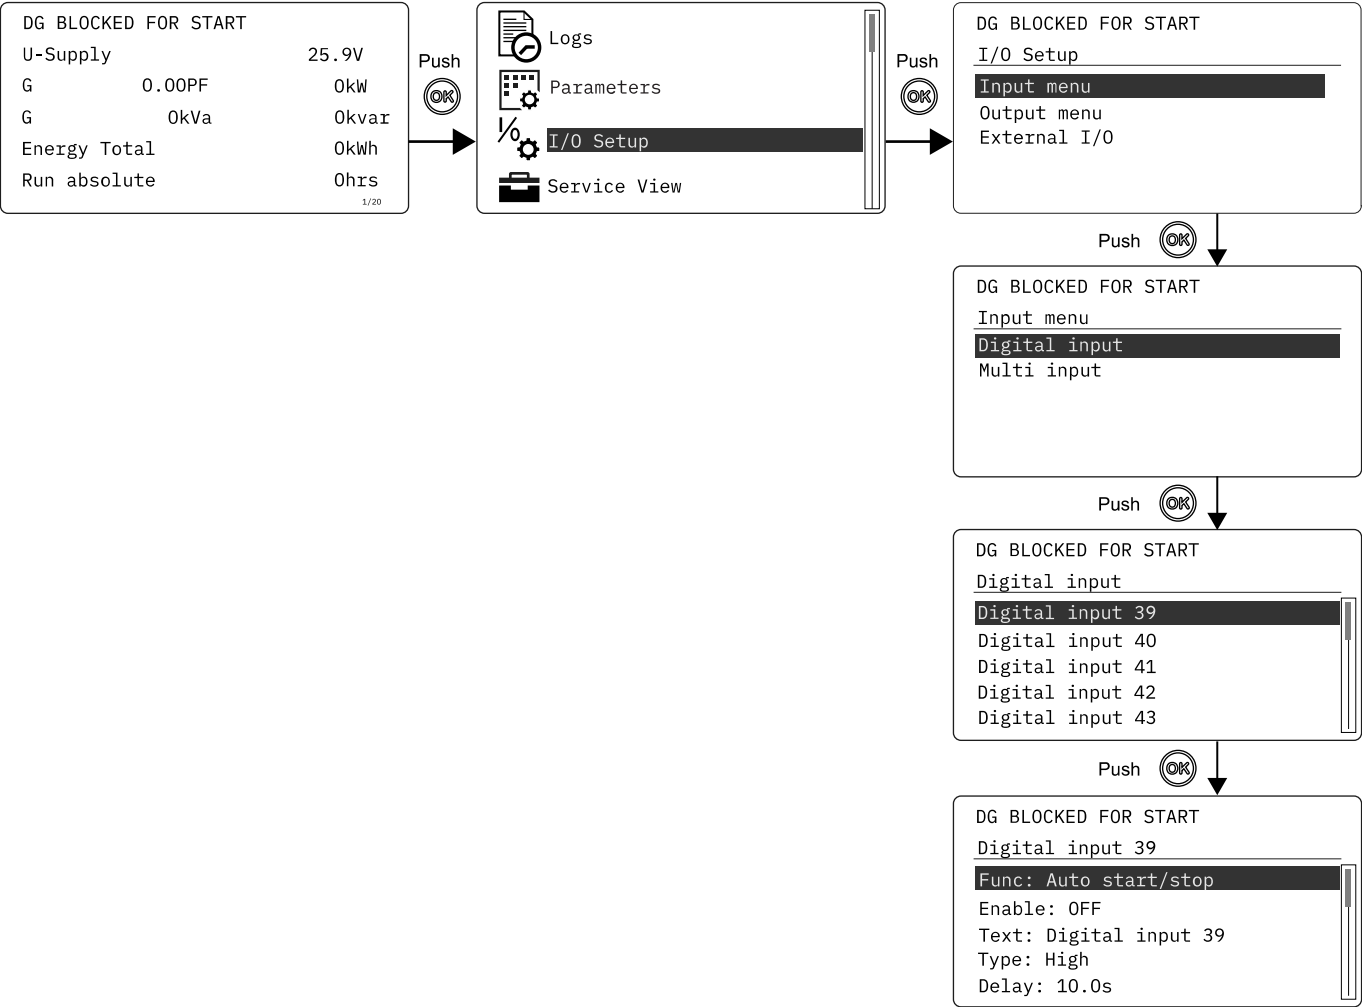 DG BLOCKED FOR START
U-Supply 25.9V
G 0.00PF 0kW
G 0kVa 0kvar
Energy Total 0kWh
Run absolute 0hrs
1/20
Push
OK
Logs
Parameters
I/O
I/O Setup
Service View
Push
OK
DG BLOCKED FOR START
I/O Setup
Input menu
Output menu
External I/O
Push OK
DG BLOCKED FOR START
Input menu
Digital input
Multi input
Push OK
DG BLOCKED FOR START
Digital input
Digital input 39
Digital input 40
Digital input 41
Digital input 42
Digital input 43
Push OK
DG BLOCKED FOR START
Digital input 39
Func: Auto start/stop
Enable: OFF
Text: Digital input 39
Type: High
Delay: 10.0s